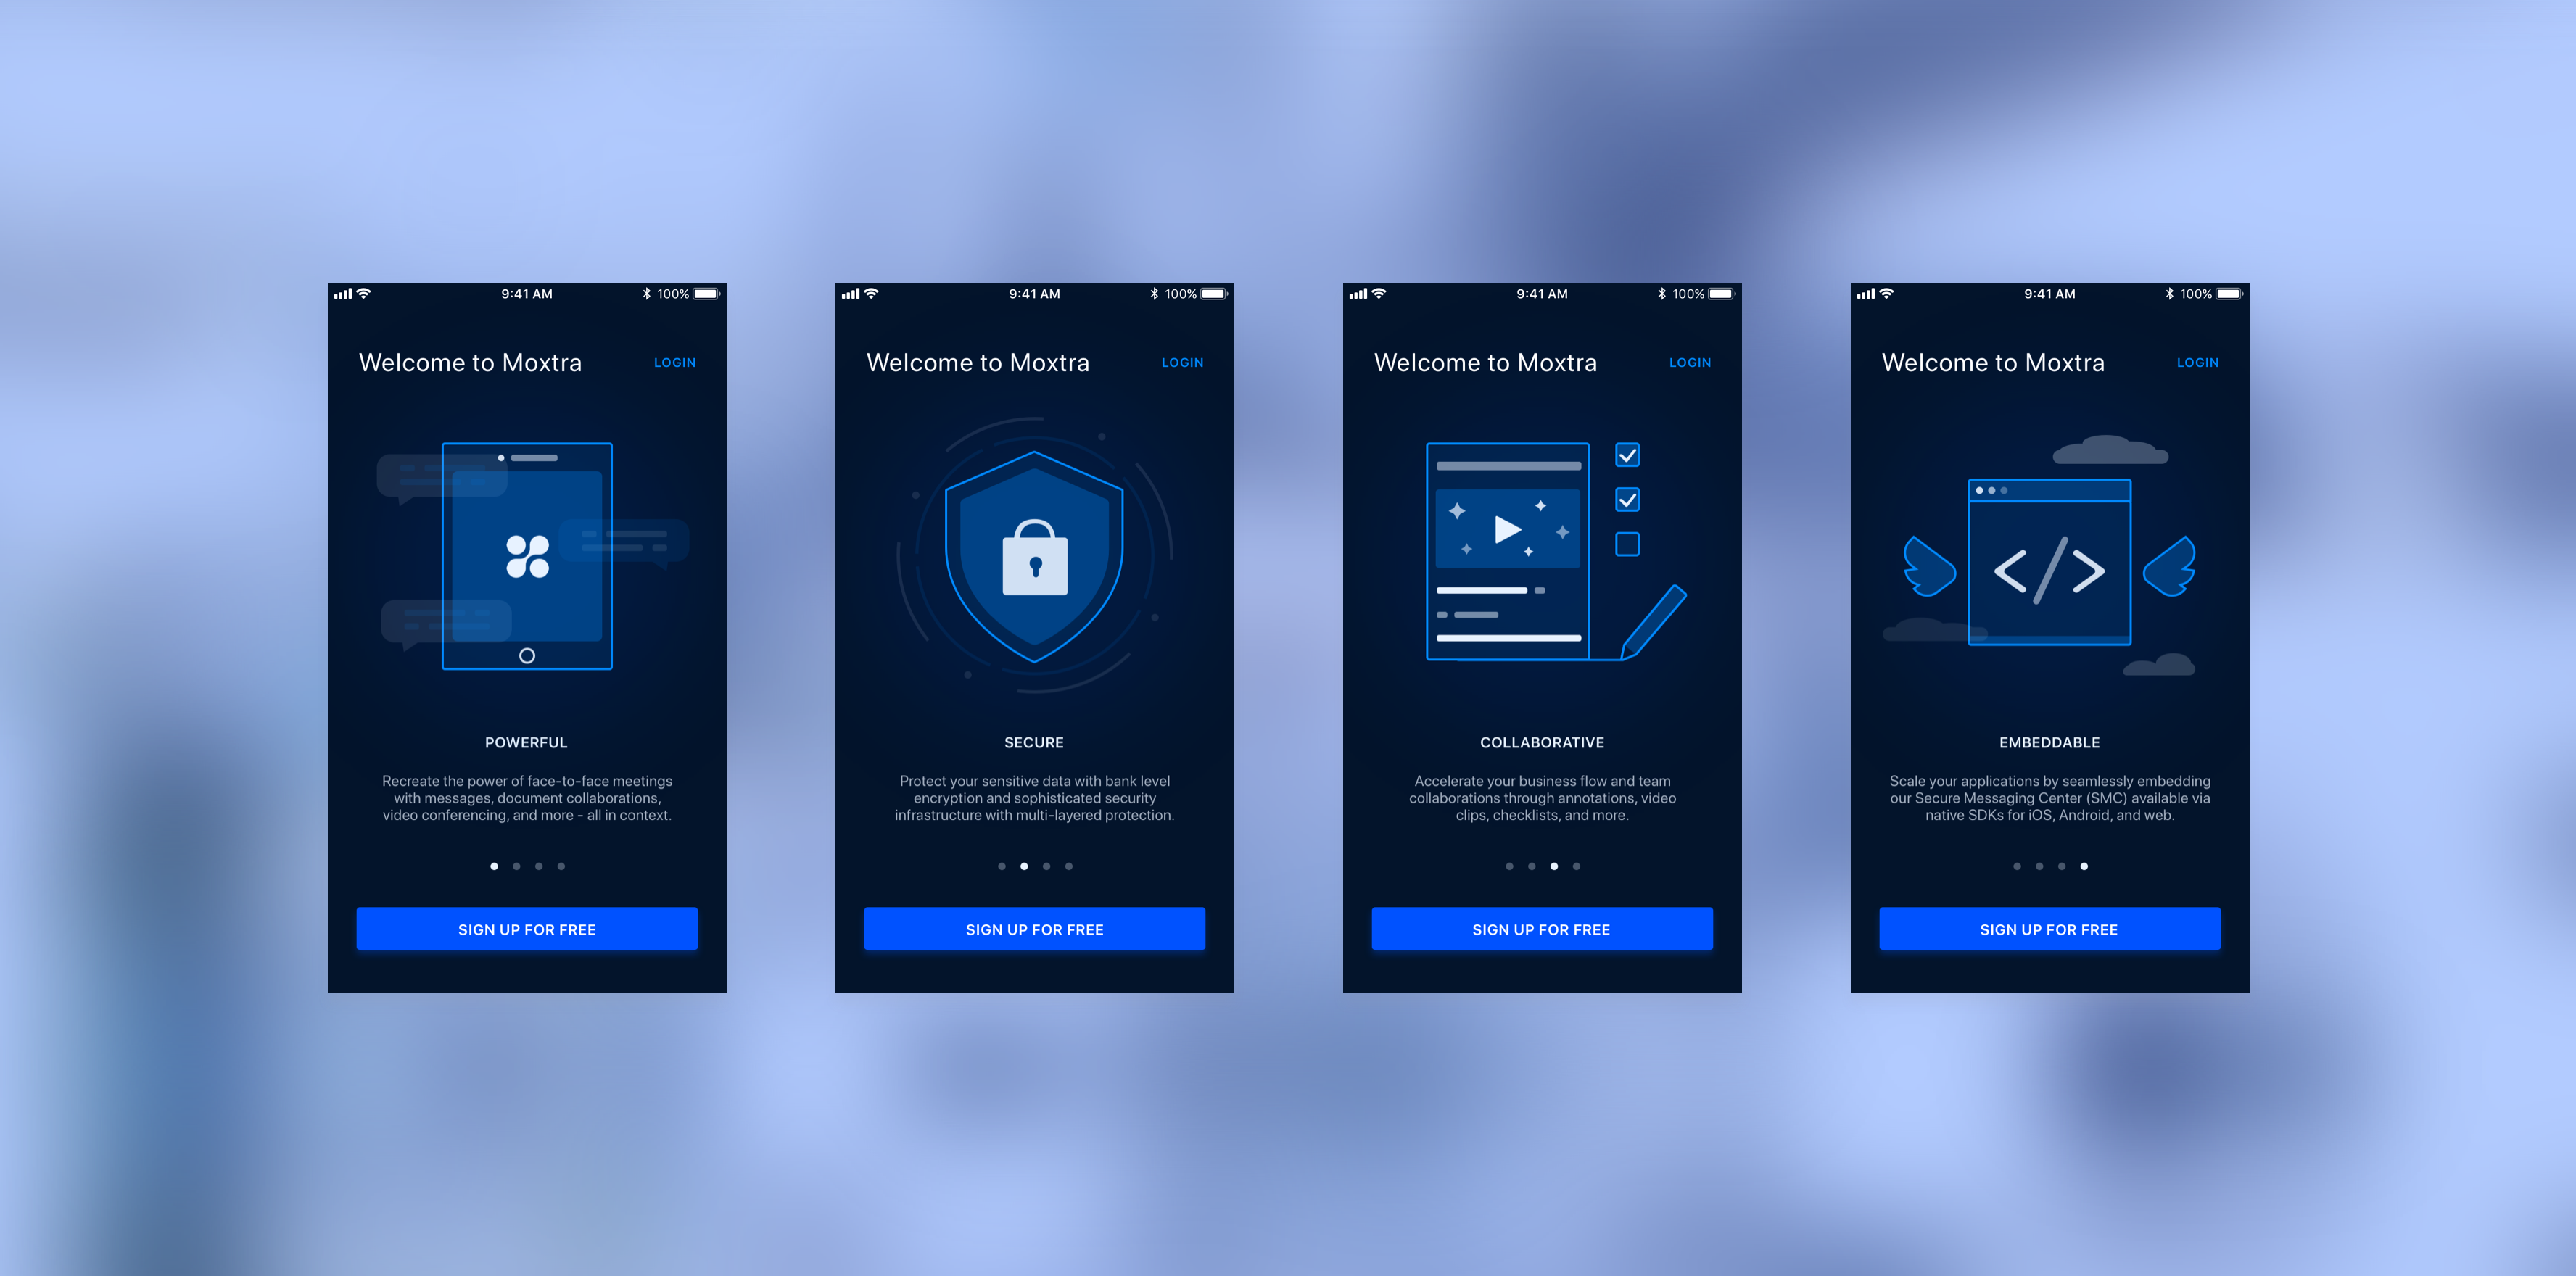 9:41 AM
100%
Welcome to Moxtra
LOGIN
POWERFUL
Recreate the power of face-to-face meetings
with messages, document collaborations,
video conferencing, and more - all in context.
SIGN UP FOR FREE
9:41 AM
100%
Welcome to Moxtra
LOGIN
SECURE
Protect your sensitive data with bank level
encryption and sophisticated security
infrastructure with multi-layered protection.
SIGN UP FOR FREE
9:41 AM
100%
Welcome to Moxtra
LOGIN
COLLABORATIVE
Accelerate your business flow and team
collaborations through annotations, video
clips, checklists, and more.
SIGN UP FOR FREE
9:41 AM
100%
Welcome to Moxtra
LOGIN
</>
EMBEDDABLE
Scale your applications by seamlessly embedding
our Secure Messaging Center (SMC) available via
native SDKs for iOS, Android, and web.
SIGN UP FOR FREE